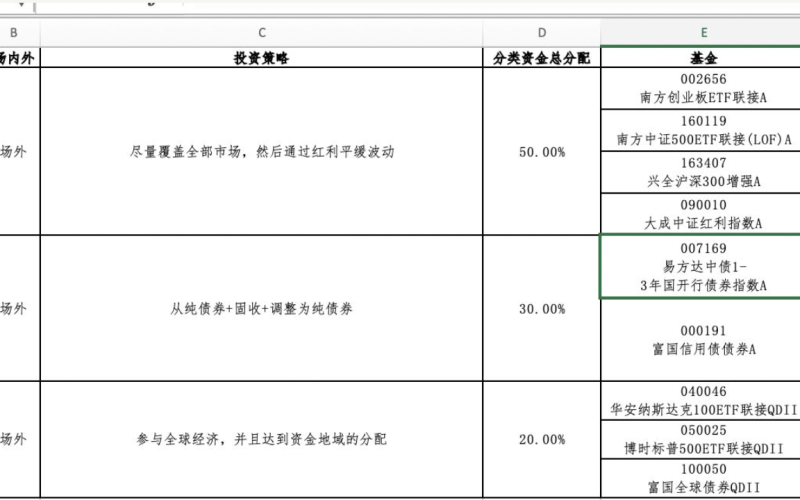 B C D E
场内外 投资策略 分类资金总分配 基金
002656
南方创业板ETF联接A
160119
南方中证500ETF联接(LOF)A
163407
兴全沪深300增强A
090010
大成中证红利指数A
场外 尽量覆盖全部市场，然后通过红利平缓波动 50.00%
007169
易方达中债1-
3年国开行债券指数A
场外 从纯债券+固收+调整为纯债券 30.00%
000191
富国信用债债券A
040046
华安纳斯达克100ETF联接QDII
场外 参与全球经济，并且达到资金地域的分配 20.00%
050025
博时标普500ETF联接QDII
100050
富国全球债券QDII